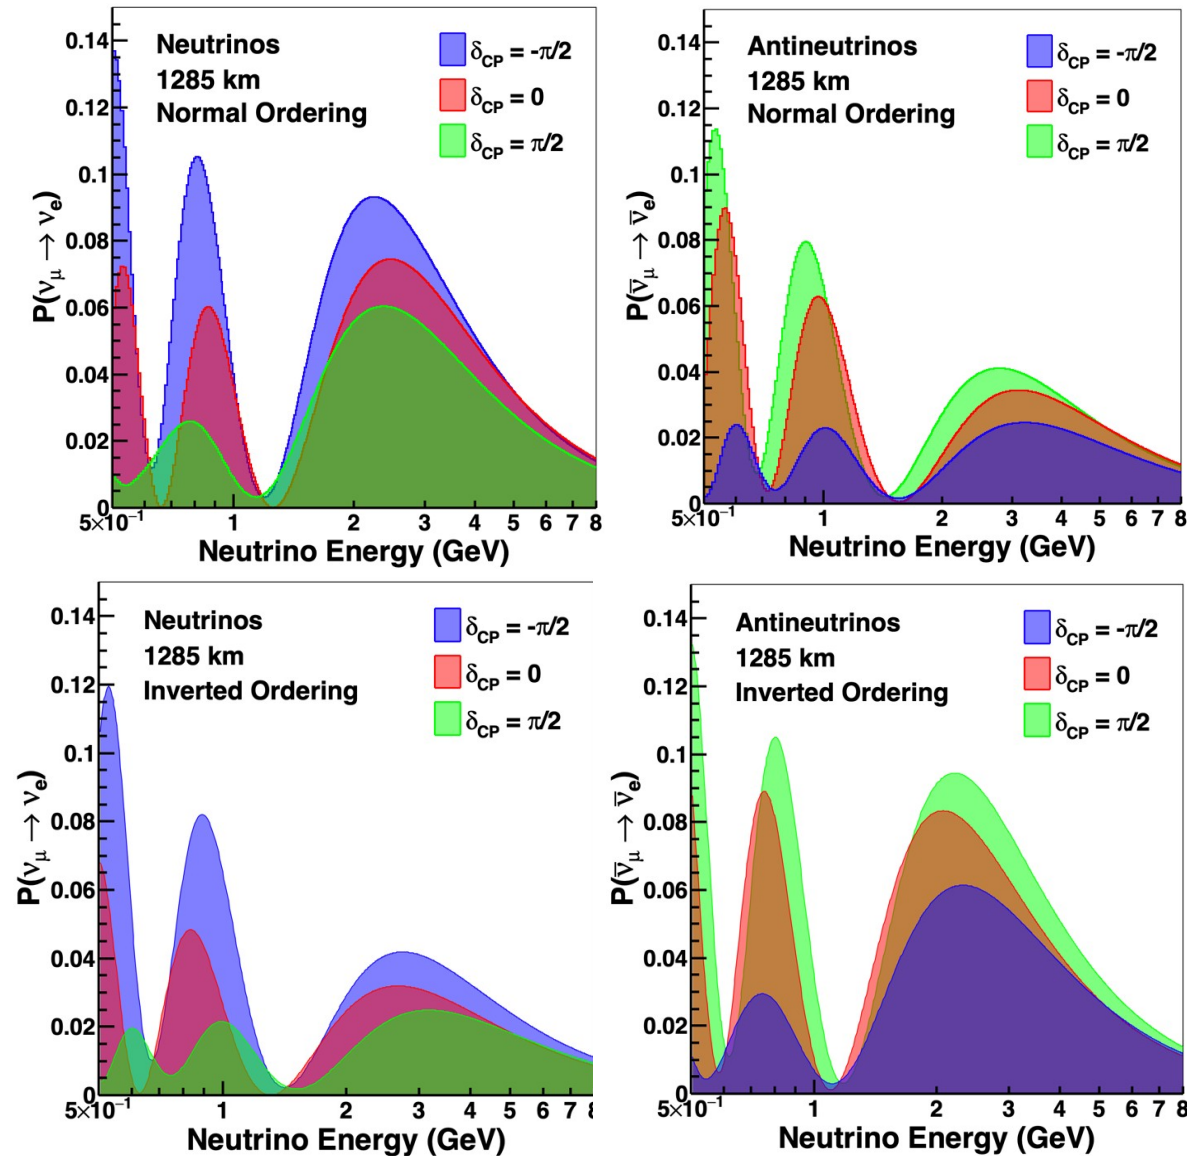 Neutrinos
1285 km
Normal Ordering
δCP = -π/2
δCP = 0
δCP = π/2
P(νμ → νe)
0.14
0.12
0.1
0.08
0.06
0.04
0.02
0
5×10⁻¹ 1 2 3 4 5 6 7 8
Neutrino Energy (GeV)
Antineutrinos
1285 km
Normal Ordering
δCP = -π/2
δCP = 0
δCP = π/2
P(ν̄μ → ν̄e)
0.14
0.12
0.1
0.08
0.06
0.04
0.02
0
5×10⁻¹ 1 2 3 4 5 6 7 8
Neutrino Energy (GeV)
Neutrinos
1285 km
Inverted Ordering
δCP = -π/2
δCP = 0
δCP = π/2
P(νμ → νe)
0.14
0.12
0.1
0.08
0.06
0.04
0.02
0
5×10⁻¹ 1 2 3 4 5 6 7 8
Neutrino Energy (GeV)
Antineutrinos
1285 km
Inverted Ordering
δCP = -π/2
δCP = 0
δCP = π/2
P(ν̄μ → ν̄e)
0.14
0.12
0.1
0.08
0.06
0.04
0.02
0
5×10⁻¹ 1 2 3 4 5 6 7 8
Neutrino Energy (GeV)